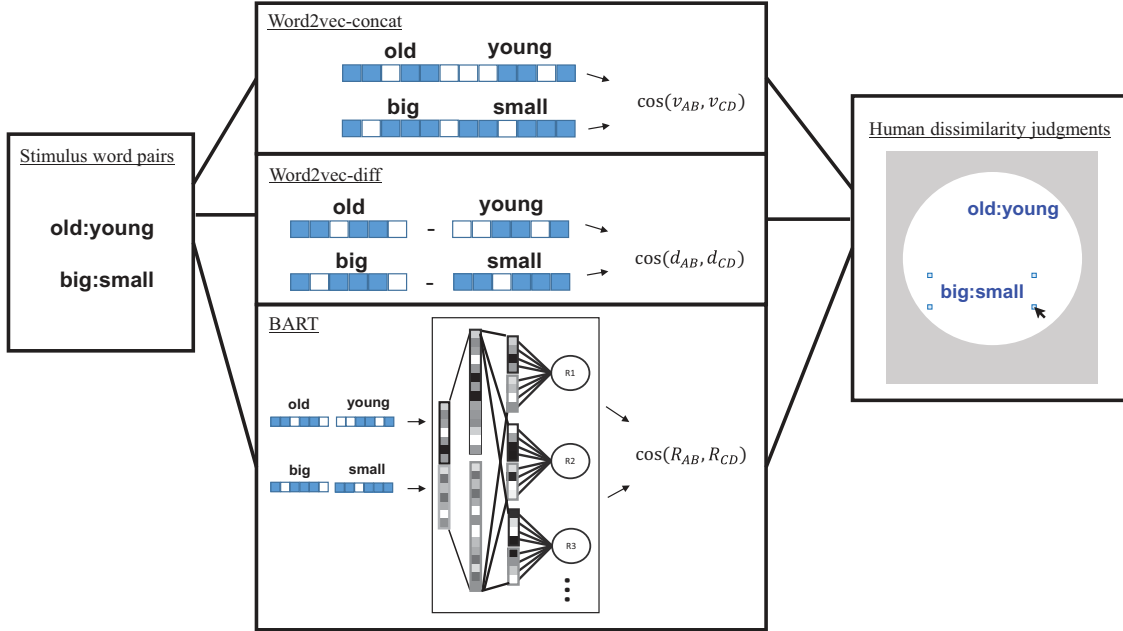 Stimulus word pairs
old:young
big:small
Word2vec-concat
old young
big small
cos(v_AB, v_CD)
Word2vec-diff
old - young
big - small
cos(d_AB, d_CD)
BART
old young
big small
R1
R2
R3
cos(R_AB, R_CD)
Human dissimilarity judgments
old:young
big:small